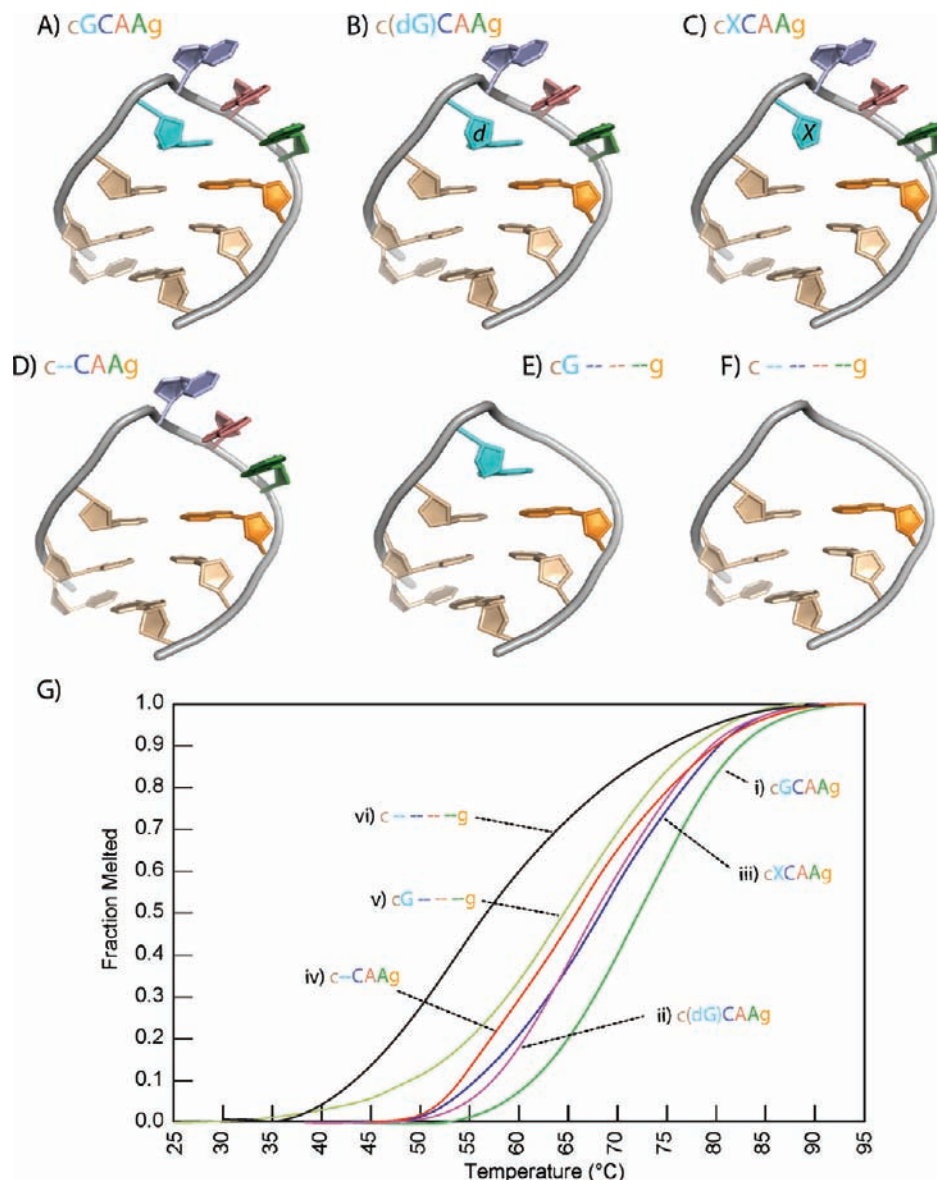 A) cGCAAg
B) c(dG)CAAg
C) cXCAAg
d
X
D) c--CAAg
E) cG -- -- --g
F) c -- -- -- --g
G)
1.0
0.9
0.8
0.7
0.6
0.5
0.4
0.3
0.2
0.1
0.0
Fraction Melted
i) cGCAAg
vi) c -- -- -- --g
iii) cXCAAg
v) cG -- -- --g
iv) c--CAAg
ii) c(dG)CAAg
25 30 35 40 45 50 55 60 65 70 75 80 85 90 95
Temperature (°C)